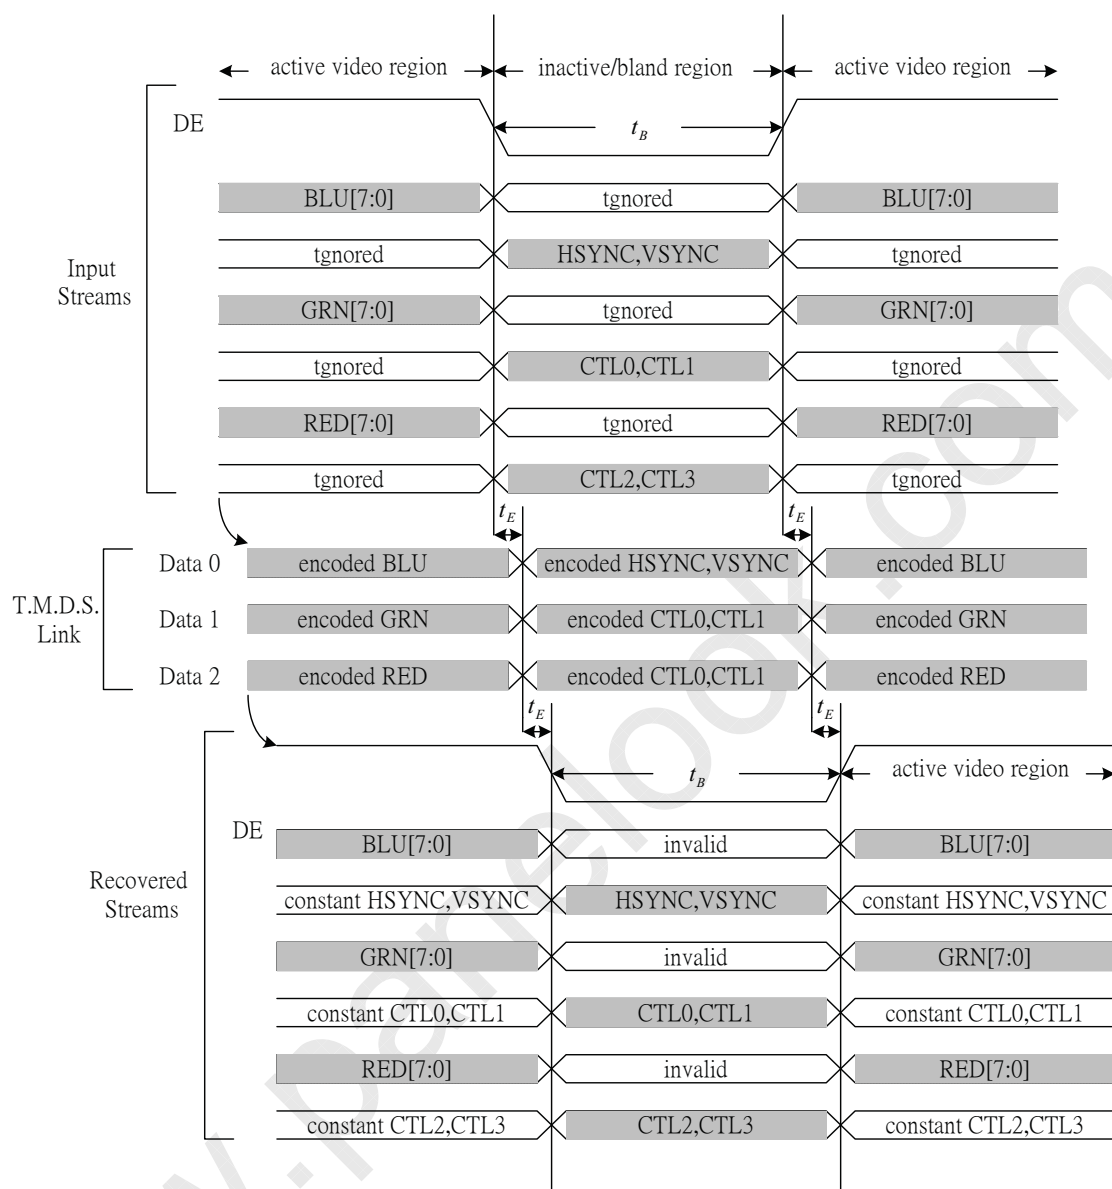 active video region inactive/bland region active video region
DE t_B
BLU[7:0] tgnored BLU[7:0]
tgnored HSYNC,VSYNC tgnored
Input
Streams
GRN[7:0] tgnored GRN[7:0]
tgnored CTL0,CTL1 tgnored
RED[7:0] tgnored RED[7:0]
tgnored CTL2,CTL3 tgnored
t_E t_E
T.M.D.S.
Link
Data 0 encoded BLU encoded HSYNC,VSYNC encoded BLU
Data 1 encoded GRN encoded CTL0,CTL1 encoded GRN
Data 2 encoded RED encoded CTL0,CTL1 encoded RED
t_E t_E
t_B active video region
DE
BLU[7:0] invalid BLU[7:0]
Recovered
Streams
constant HSYNC,VSYNC HSYNC,VSYNC constant HSYNC,VSYNC
GRN[7:0] invalid GRN[7:0]
constant CTL0,CTL1 CTL0,CTL1 constant CTL0,CTL1
RED[7:0] invalid RED[7:0]
constant CTL2,CTL3 CTL2,CTL3 constant CTL2,CTL3
.panelook.com